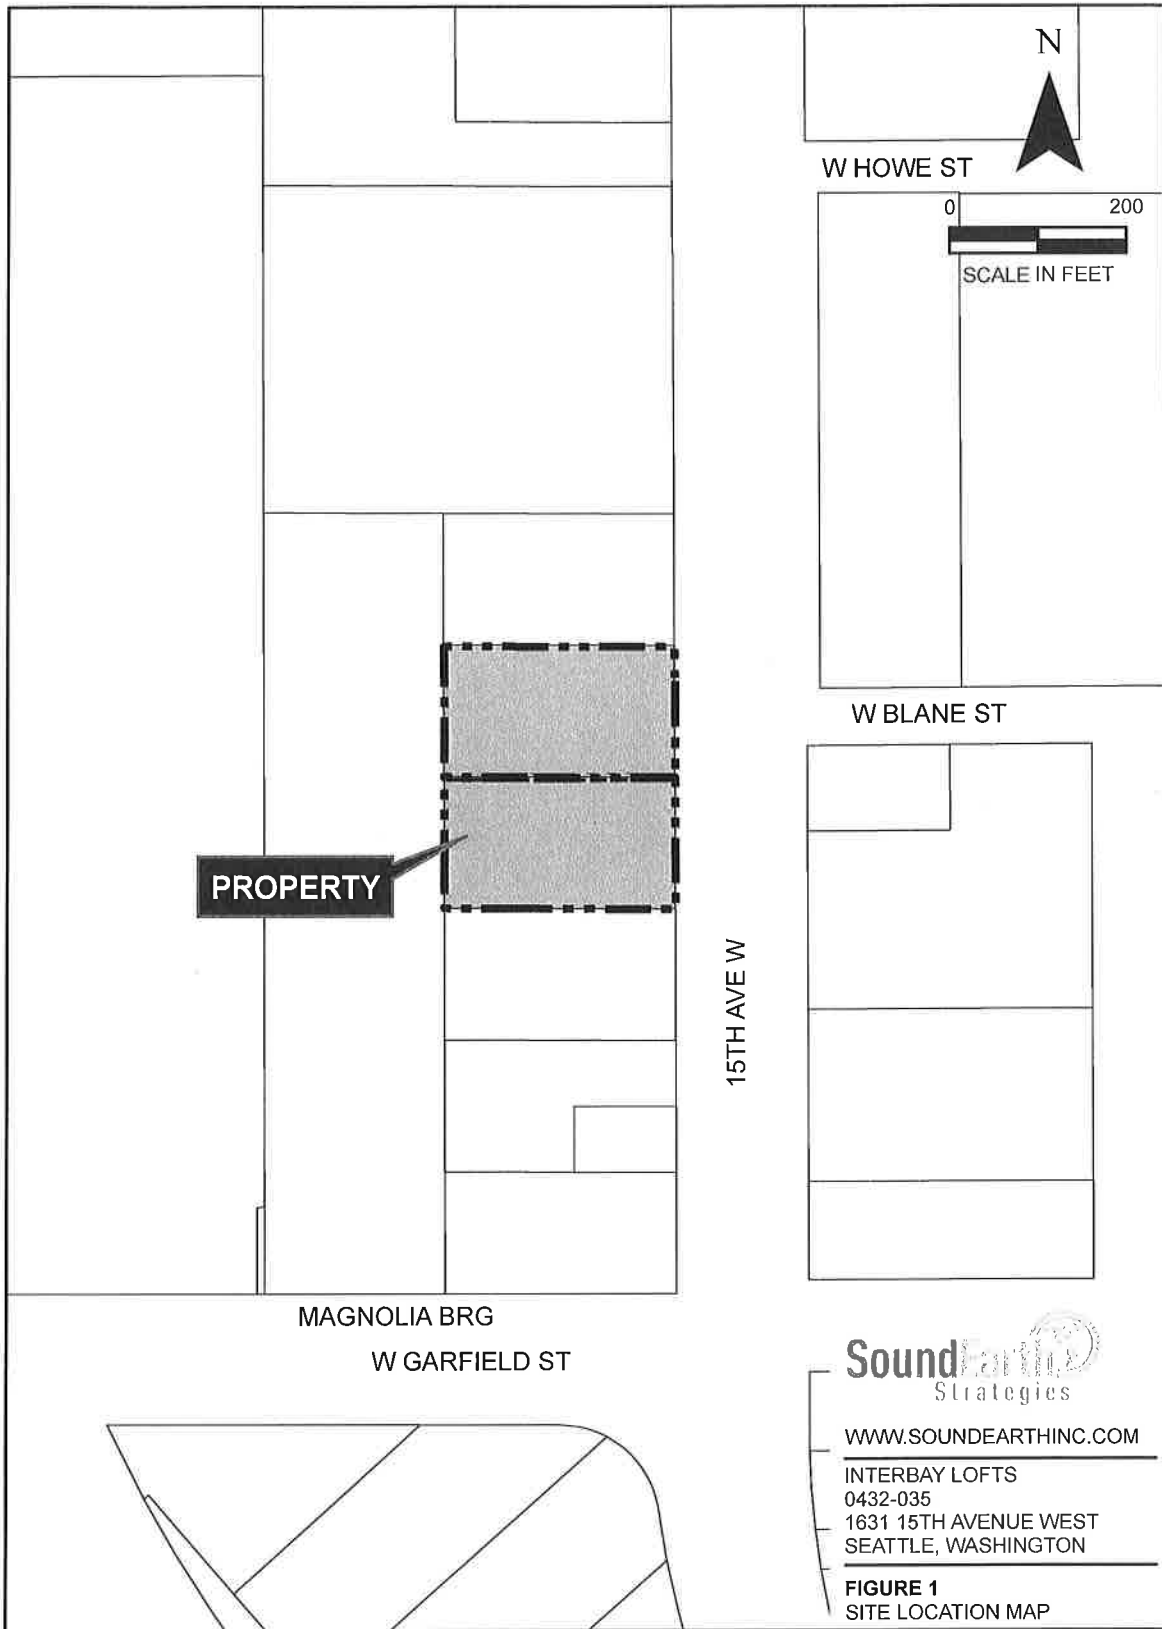 N
W HOWE ST
0 200
SCALE IN FEET
W BLANE ST
PROPERTY
15TH AVE W
MAGNOLIA BRG
W GARFIELD ST
SoundEarth
Strategies
WWW.SOUNDEARTHINC.COM
INTERBAY LOFTS
0432-035
1631 15TH AVENUE WEST
SEATTLE, WASHINGTON
FIGURE 1
SITE LOCATION MAP